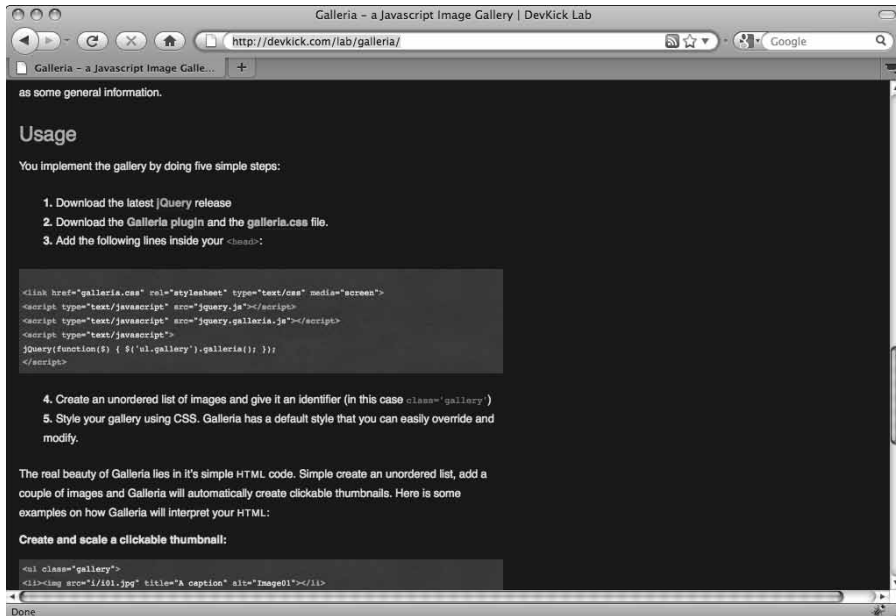 Galleria – a Javascript Image Gallery | DevKick Lab
http://devkick.com/lab/galleria/
Google
Galleria – a Javascript Image Galle...
as some general information.
Usage
You implement the gallery by doing five simple steps:
1. Download the latest jQuery release
2. Download the Galleria plugin and the galleria.css file.
3. Add the following lines inside your <head>:
<link href="galleria.css" rel="stylesheet" type="text/css" media="screen">
<script type="text/javascript" src="jquery.js"></script>
<script type="text/javascript" src="jquery.galleria.js"></script>
<script type="text/javascript">
jQuery(function($) { $('ul.gallery').galleria(); });
</script>
4. Create an unordered list of images and give it an identifier (in this case class='gallery')
5. Style your gallery using CSS. Galleria has a default style that you can easily override and
modify.
The real beauty of Galleria lies in it's simple HTML code. Simple create an unordered list, add a
couple of images and Galleria will automatically create clickable thumbnails. Here is some
examples on how Galleria will interpret your HTML:
Create and scale a clickable thumbnail:
<ul class="gallery">
<li><img src="i/i01.jpg" title="A caption" alt="Image01"></li>
Done